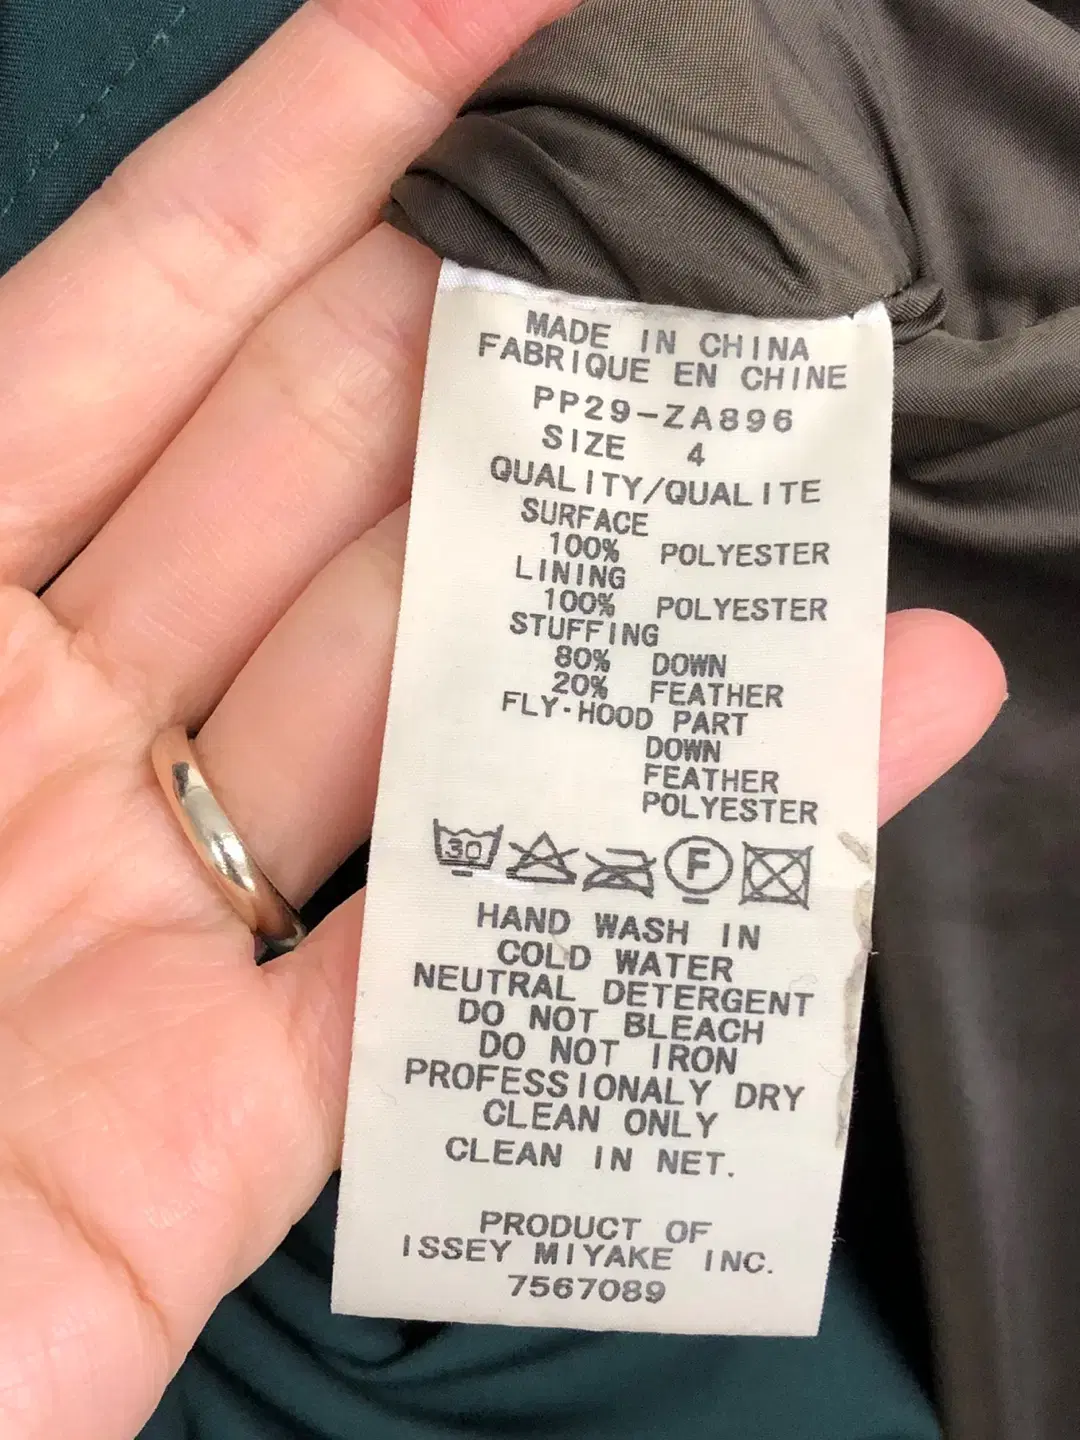 MADE IN CHINA
FABRIQUE EN CHINE
PP29-ZA896
SIZE 4
QUALITY/QUALITE
SURFACE
100% POLYESTER
LINING
100% POLYESTER
STUFFING
80% DOWN
20% FEATHER
FLY·HOOD PART
DOWN
FEATHER
POLYESTER
30 F
HAND WASH IN
COLD WATER
NEUTRAL DETERGENT
DO NOT BLEACH
DO NOT IRON
PROFESSIONALY DRY
CLEAN ONLY
CLEAN IN NET.
PRODUCT OF
ISSEY MIYAKE INC.
7567089